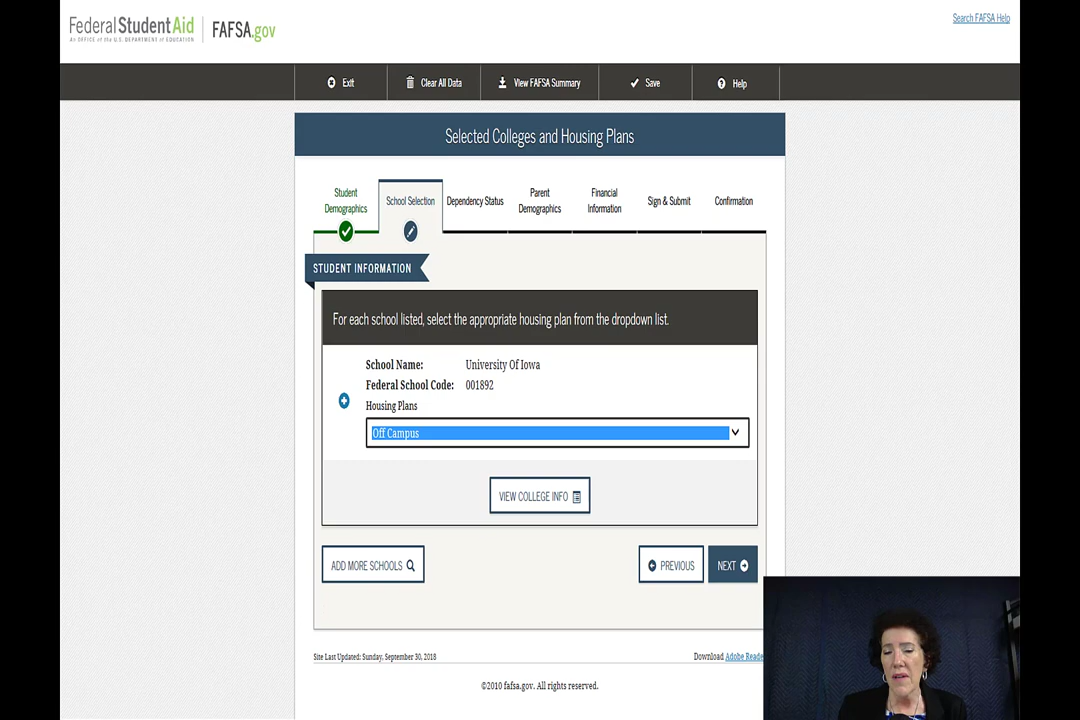 Federal Student Aid
An OFFICE of the U.S. DEPARTMENT of EDUCATION
FAFSA.gov
Search FAFSA Help
Exit
Clear All Data
View FAFSA Summary
Save
Help
Selected Colleges and Housing Plans
Student Demographics
School Selection
Dependency Status
Parent Demographics
Financial Information
Sign & Submit
Confirmation
STUDENT INFORMATION
For each school listed, select the appropriate housing plan from the dropdown list.
School Name: University Of Iowa
Federal School Code: 001892
Housing Plans
Off Campus
VIEW COLLEGE INFO
ADD MORE SCHOOLS
PREVIOUS
NEXT
Site Last Updated: Sunday, September 30, 2018
Download Adobe Reade
©2010 fafsa.gov. All rights reserved.